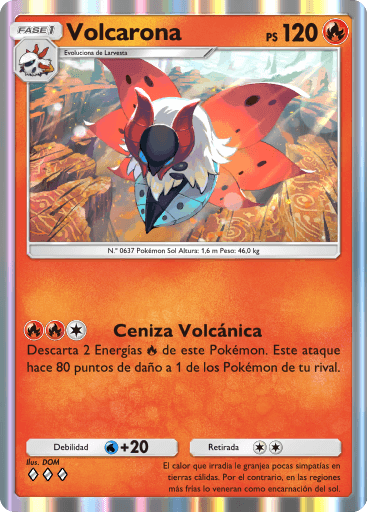 FASE 1
Volcarona
PS 120
Evoluciona de Larvesta
N.º 0637 Pokémon Sol Altura: 1,6 m Peso: 46,0 kg
Ceniza Volcánica
Descarta 2 Energías de este Pokémon. Este ataque
hace 80 puntos de daño a 1 de los Pokémon de tu rival.
Debilidad +20
Retirada
Ilus. DOM
El calor que irradia le granjea pocas simpatías en
tierras cálidas. Por el contrario, en las regiones
más frías lo veneran como encarnación del sol.